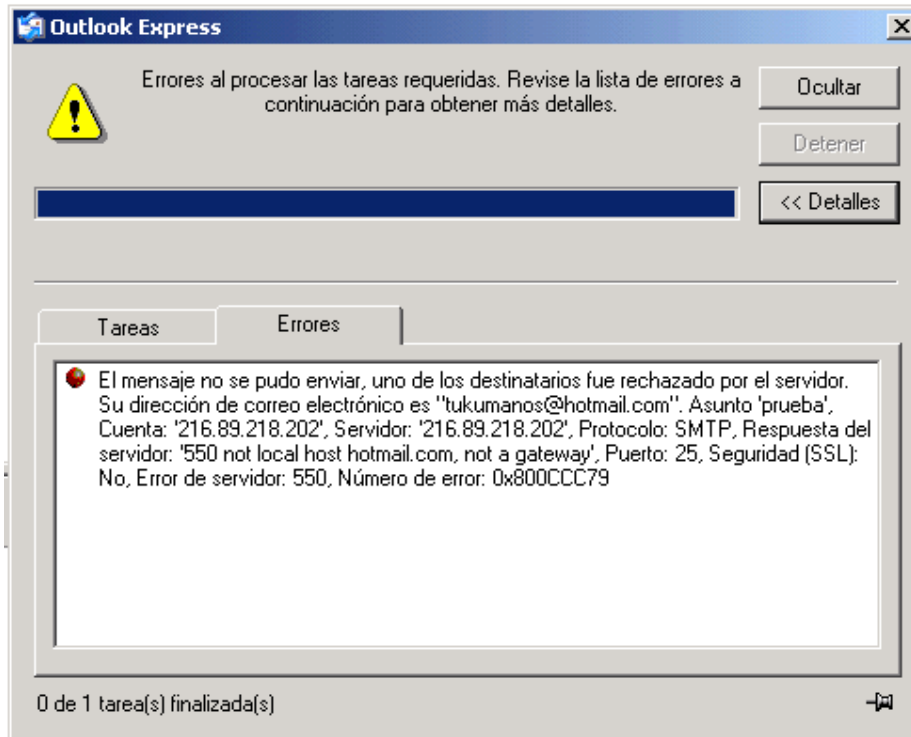 Outlook Express
Errores al procesar las tareas requeridas. Revise la lista de errores a
continuación para obtener más detalles.
Ocultar
Detener
<< Detalles
Tareas
Errores
El mensaje no se pudo enviar, uno de los destinatarios fue rechazado por el servidor.
Su dirección de correo electrónico es "tukumanos@hotmail.com". Asunto 'prueba',
Cuenta: '216.89.218.202', Servidor: '216.89.218.202', Protocolo: SMTP, Respuesta del
servidor: '550 not local host hotmail.com, not a gateway', Puerto: 25, Seguridad (SSL):
No, Error de servidor: 550, Número de error: 0x800CCC79
0 de 1 tarea(s) finalizada(s)